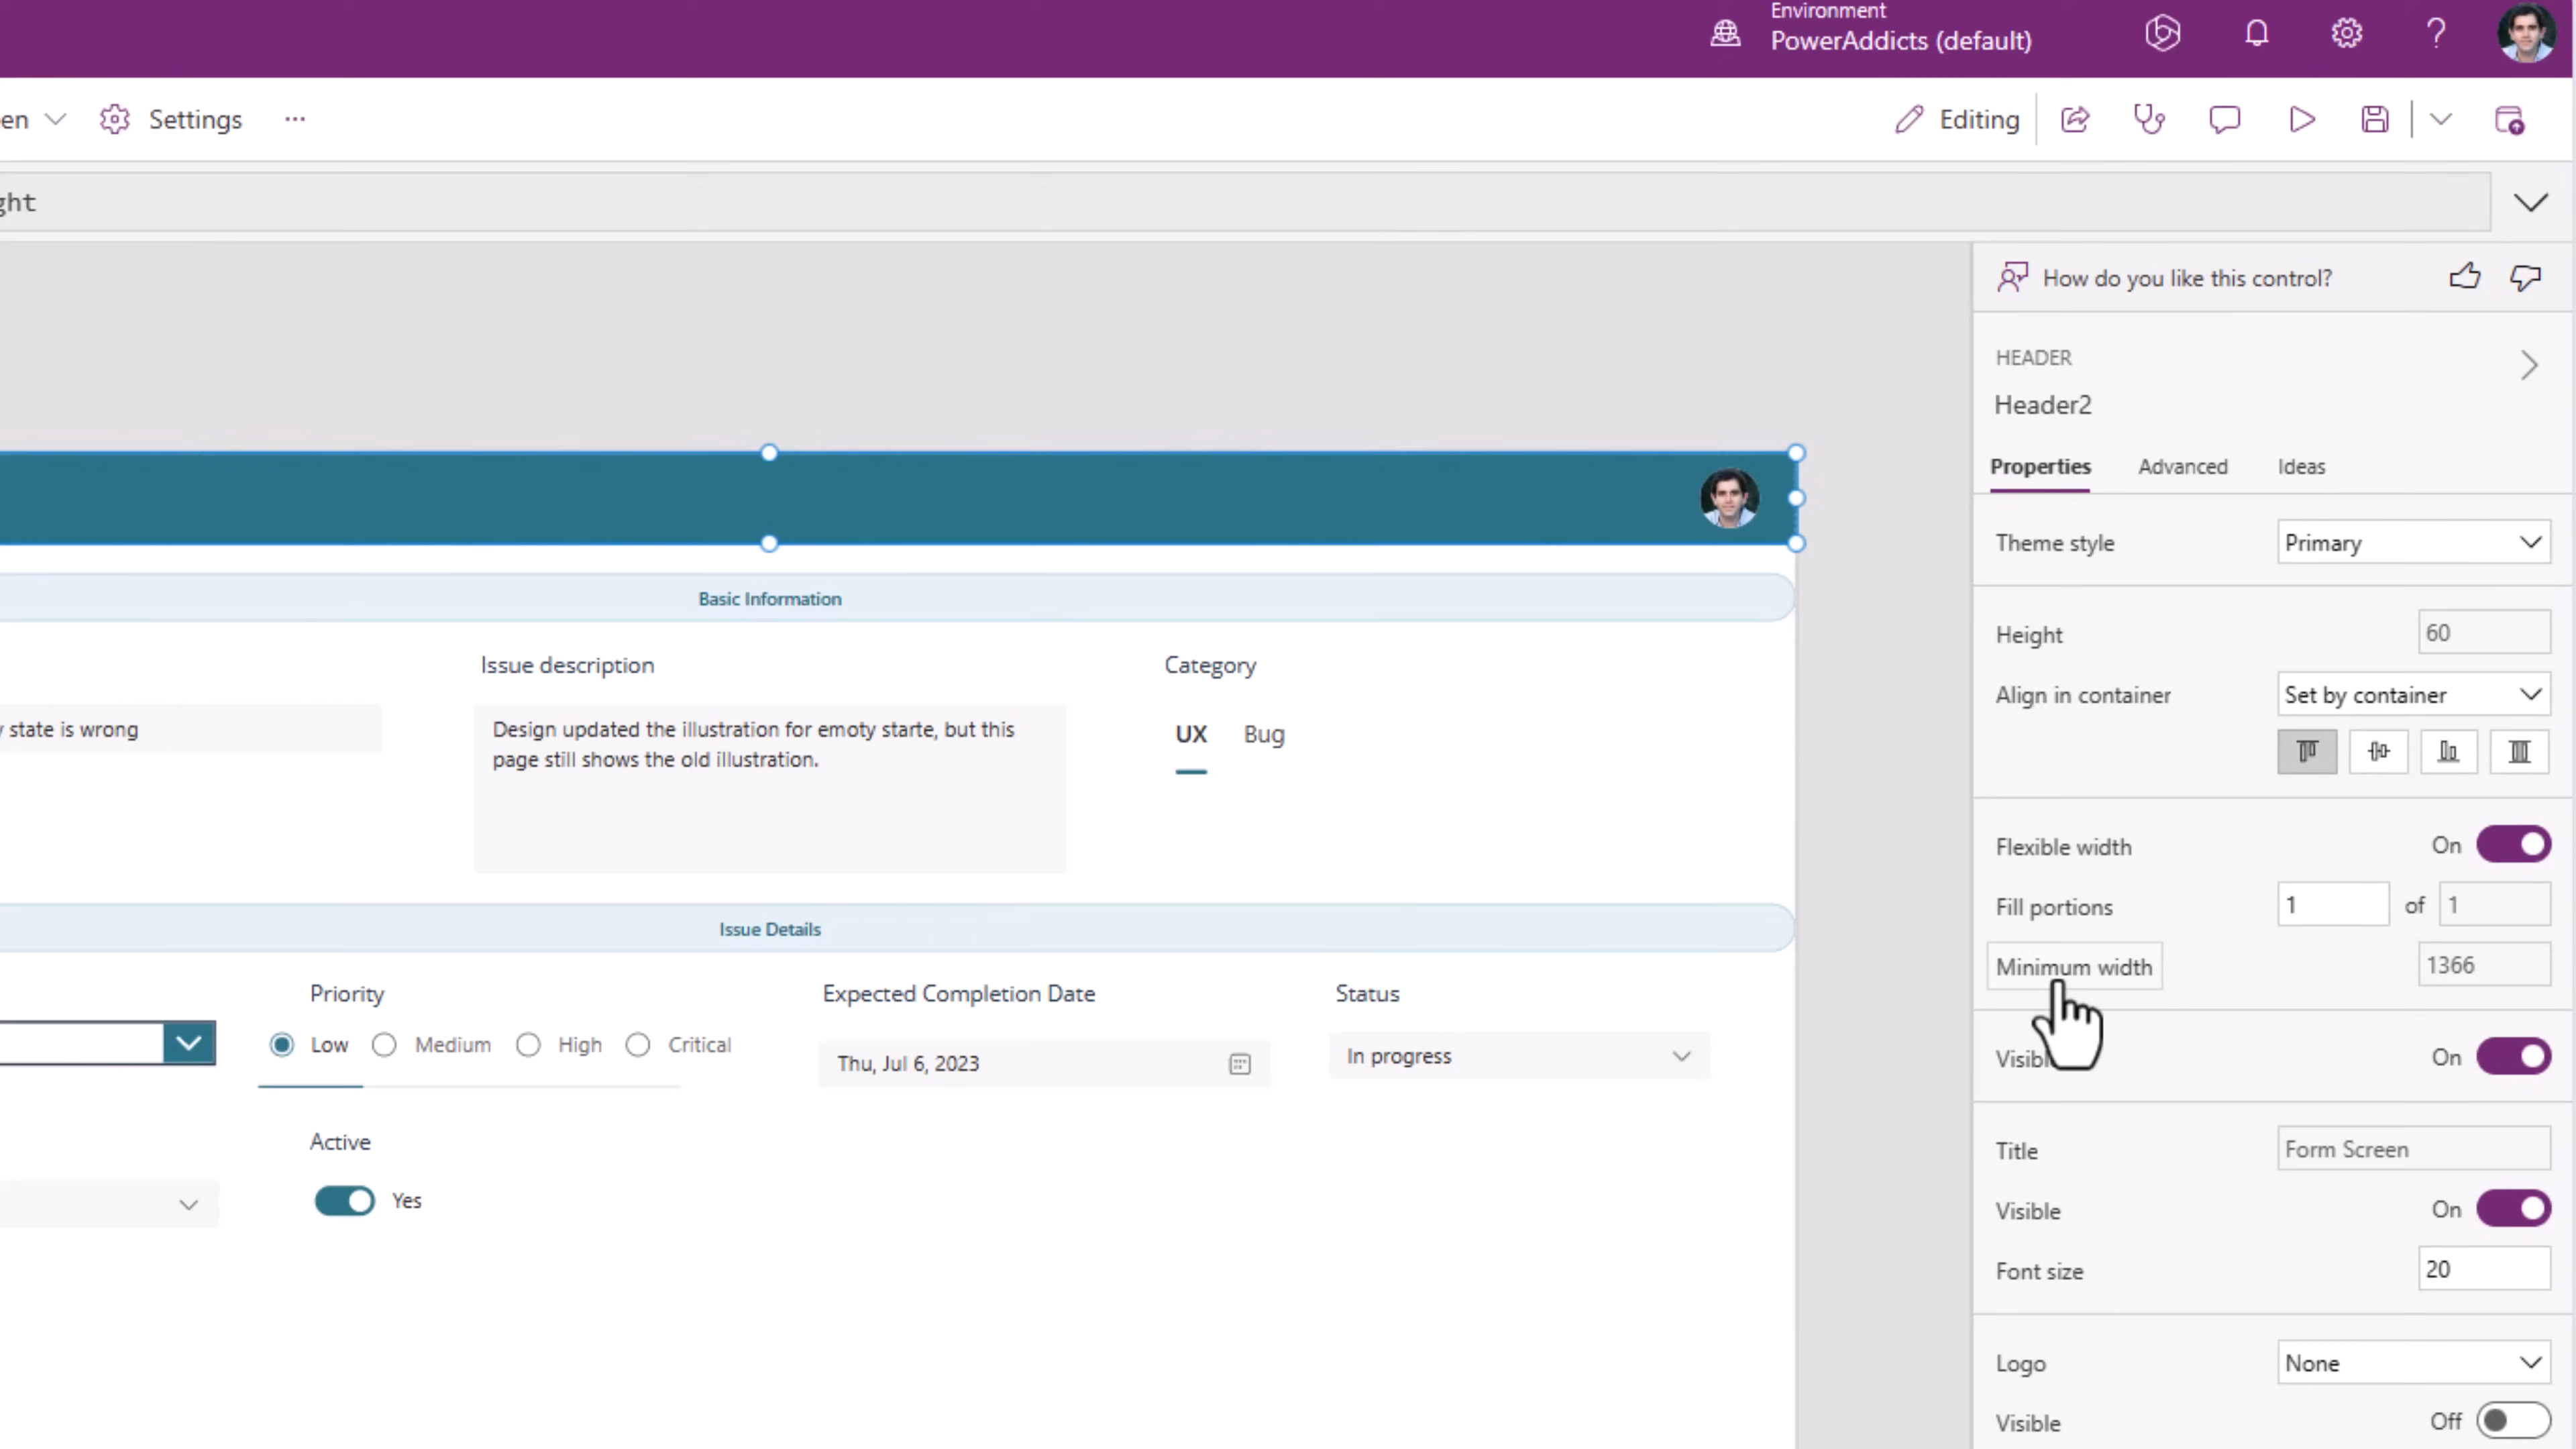 Environment
PowerAddicts (default)
en
Settings
...
Editing
ght
How do you like this control?
HEADER
Header2
Properties
Advanced
Ideas
Theme style
Primary
Basic Information
Height
60
Issue description
Category
Align in container
Set by container
y state is wrong
Design updated the illustration for emoty starte, but this
page still shows the old illustration.
UX
Bug
Flexible width
On
Fill portions
1
of
1
Issue Details
Minimum width
1366
Priority
Expected Completion Date
Status
Low
Medium
High
Critical
Thu, Jul 6, 2023
In progress
Visibl
On
Active
Title
Form Screen
Yes
Visible
On
Font size
20
Logo
None
Visible
Off